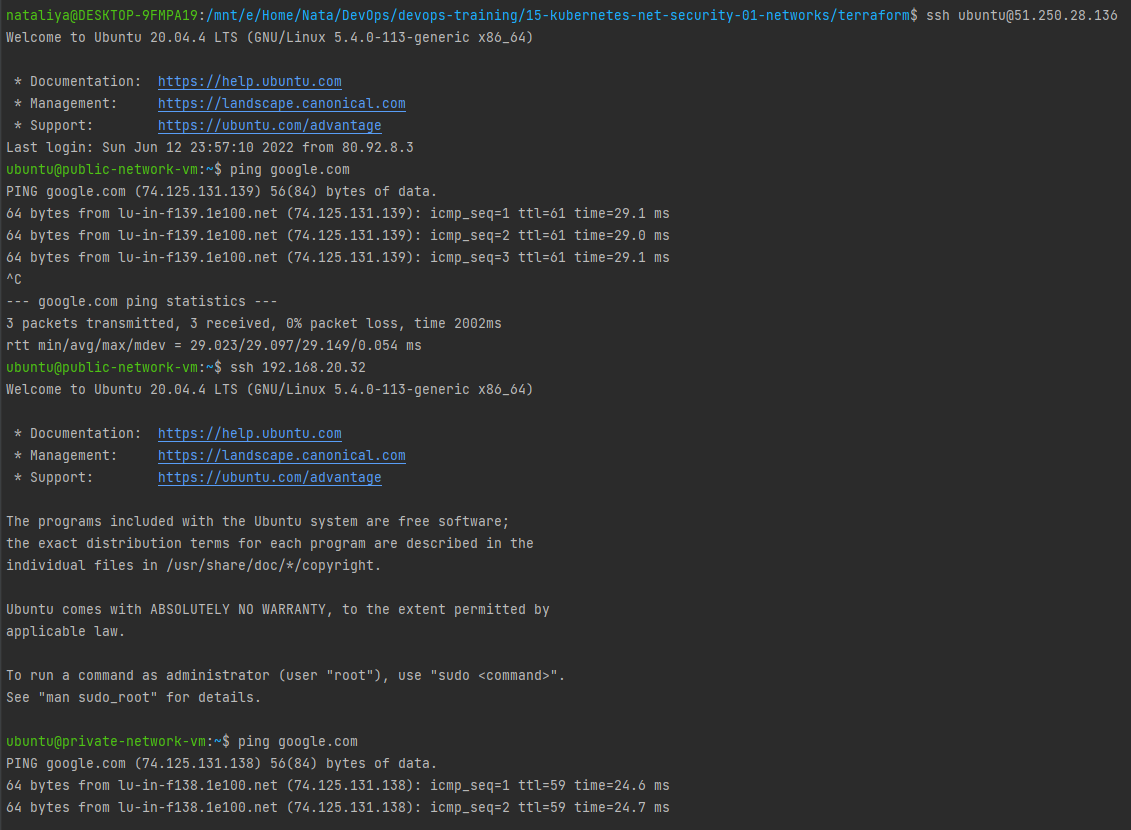 nataliya@DESKTOP-9FMPA19:/mnt/e/Home/Nata/DevOps/devops-training/15-kubernetes-net-security-01-networks/terraform$ ssh ubuntu@51.250.28.136
Welcome to Ubuntu 20.04.4 LTS (GNU/Linux 5.4.0-113-generic x86_64)

 * Documentation:  https://help.ubuntu.com
 * Management:     https://landscape.canonical.com
 * Support:        https://ubuntu.com/advantage
Last login: Sun Jun 12 23:57:10 2022 from 80.92.8.3
ubuntu@public-network-vm:~$ ping google.com
PING google.com (74.125.131.139) 56(84) bytes of data.
64 bytes from lu-in-f139.1e100.net (74.125.131.139): icmp_seq=1 ttl=61 time=29.1 ms
64 bytes from lu-in-f139.1e100.net (74.125.131.139): icmp_seq=2 ttl=61 time=29.0 ms
64 bytes from lu-in-f139.1e100.net (74.125.131.139): icmp_seq=3 ttl=61 time=29.1 ms
^C
--- google.com ping statistics ---
3 packets transmitted, 3 received, 0% packet loss, time 2002ms
rtt min/avg/max/mdev = 29.023/29.097/29.149/0.054 ms
ubuntu@public-network-vm:~$ ssh 192.168.20.32
Welcome to Ubuntu 20.04.4 LTS (GNU/Linux 5.4.0-113-generic x86_64)

 * Documentation:  https://help.ubuntu.com
 * Management:     https://landscape.canonical.com
 * Support:        https://ubuntu.com/advantage

The programs included with the Ubuntu system are free software;
the exact distribution terms for each program are described in the
individual files in /usr/share/doc/*/copyright.

Ubuntu comes with ABSOLUTELY NO WARRANTY, to the extent permitted by
applicable law.

To run a command as administrator (user "root"), use "sudo <command>".
See "man sudo_root" for details.

ubuntu@private-network-vm:~$ ping google.com
PING google.com (74.125.131.138) 56(84) bytes of data.
64 bytes from lu-in-f138.1e100.net (74.125.131.138): icmp_seq=1 ttl=59 time=24.6 ms
64 bytes from lu-in-f138.1e100.net (74.125.131.138): icmp_seq=2 ttl=59 time=24.7 ms